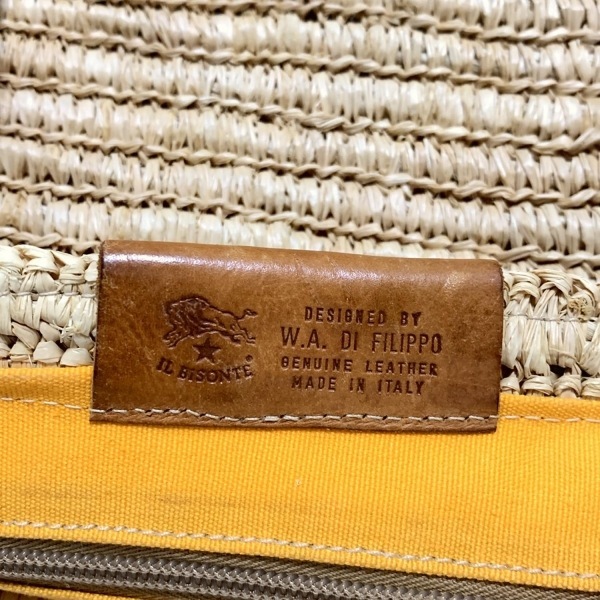 IL BISONTE®
DESIGNED BY
W.A. DI FILIPPO
GENUINE LEATHER
MADE IN ITALY